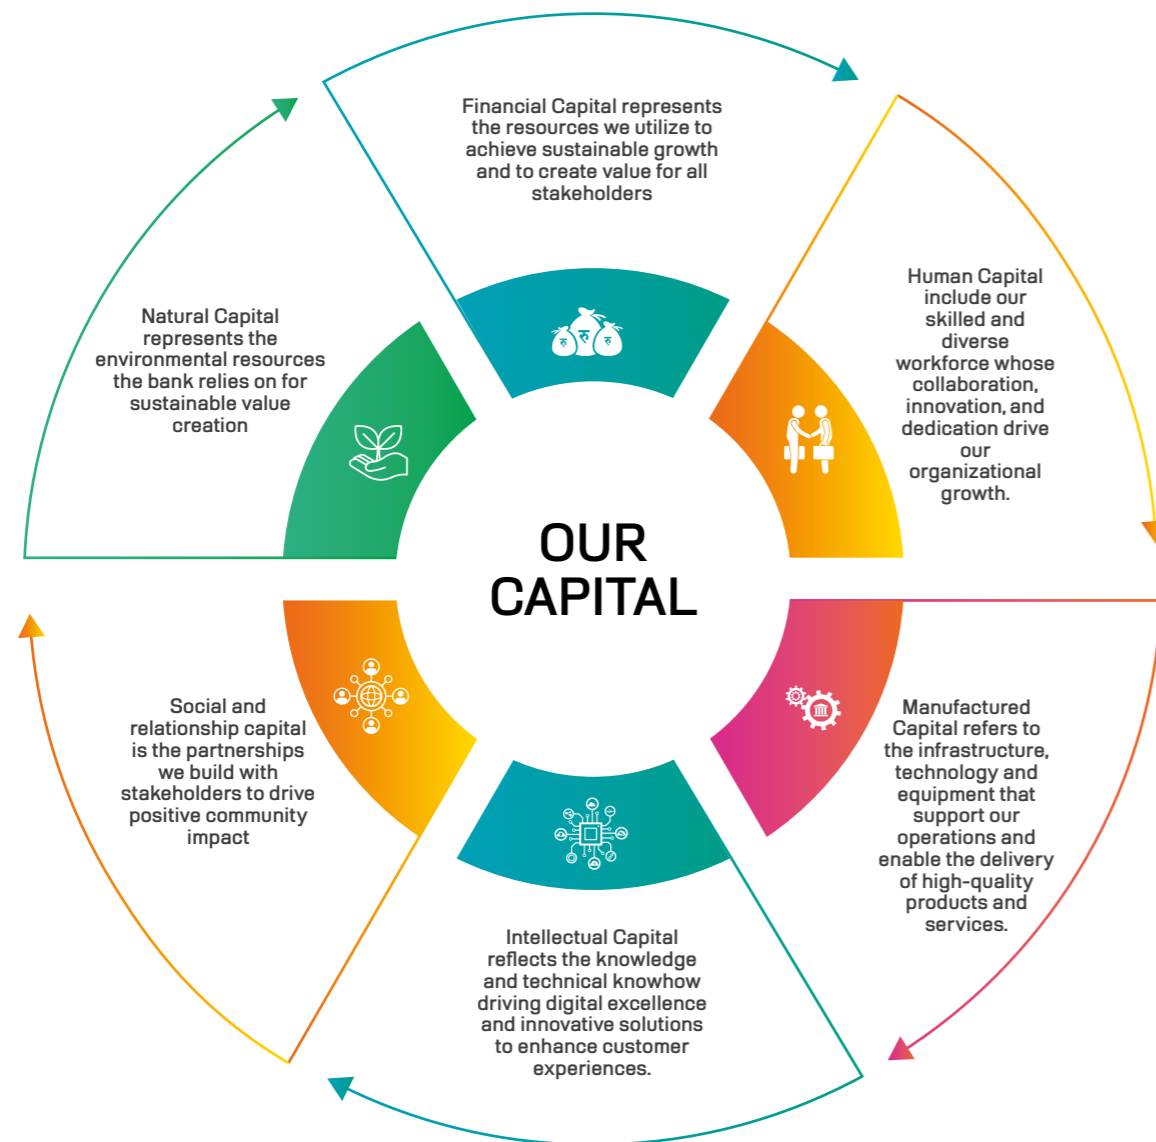 Financial Capital represents
the resources we utilize to
achieve sustainable growth
and to create value for all
stakeholders
रु
रु
रु
Human Capital
include our
skilled and
diverse
workforce whose
collaboration,
innovation, and
dedication drive
our
organizational
growth.
Natural Capital
represents the
environmental resources
the bank relies on for
sustainable value
creation
OUR
CAPITAL
Manufactured
Capital refers to
the infrastructure,
technology and
equipment that
support our
operations and
enable the delivery
of high-quality
products and
services.
Social and
relationship capital
is the partnerships
we build with
stakeholders to drive
positive community
impact
Intellectual Capital
reflects the knowledge
and technical knowhow
driving digital excellence
and innovative solutions
to enhance customer
experiences.